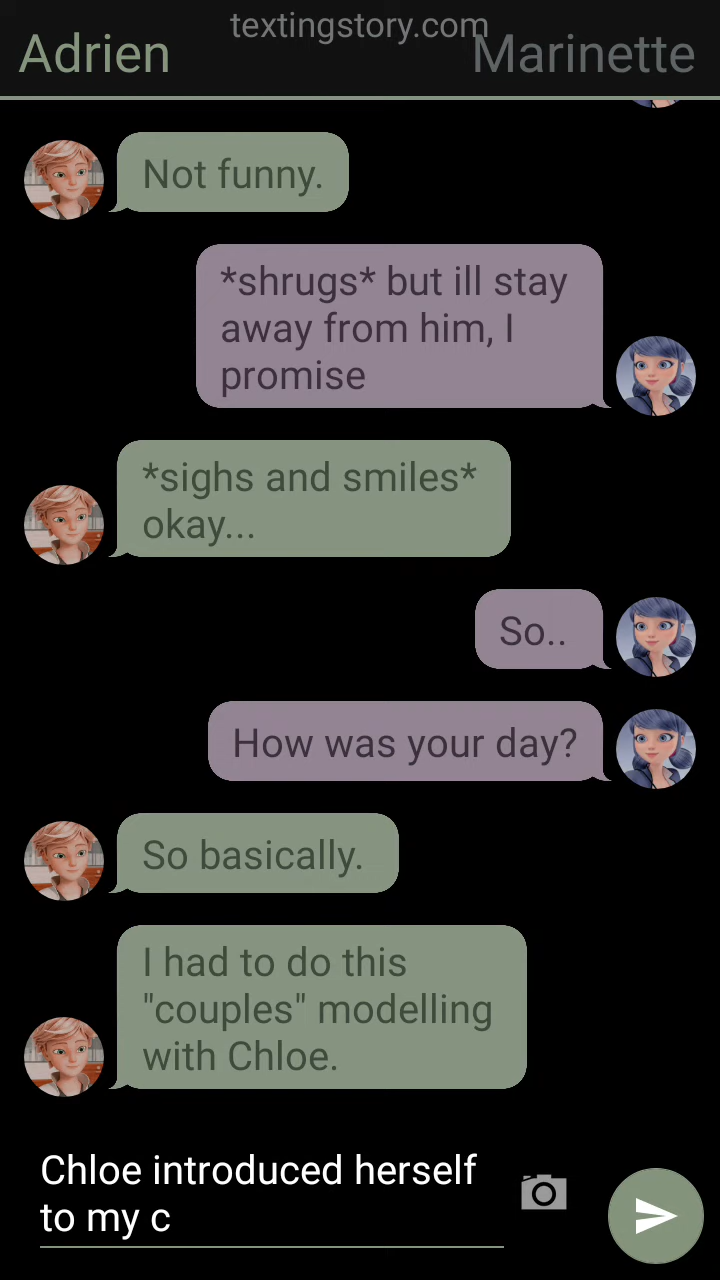 textingstory.com
Adrien
Marinette
Not funny.
*shrugs* but ill stay
away from him, I
promise
*sighs and smiles*
okay...
So..
How was your day?
So basically.
I had to do this
"couples" modelling
with Chloe.
Chloe introduced herself
to my c